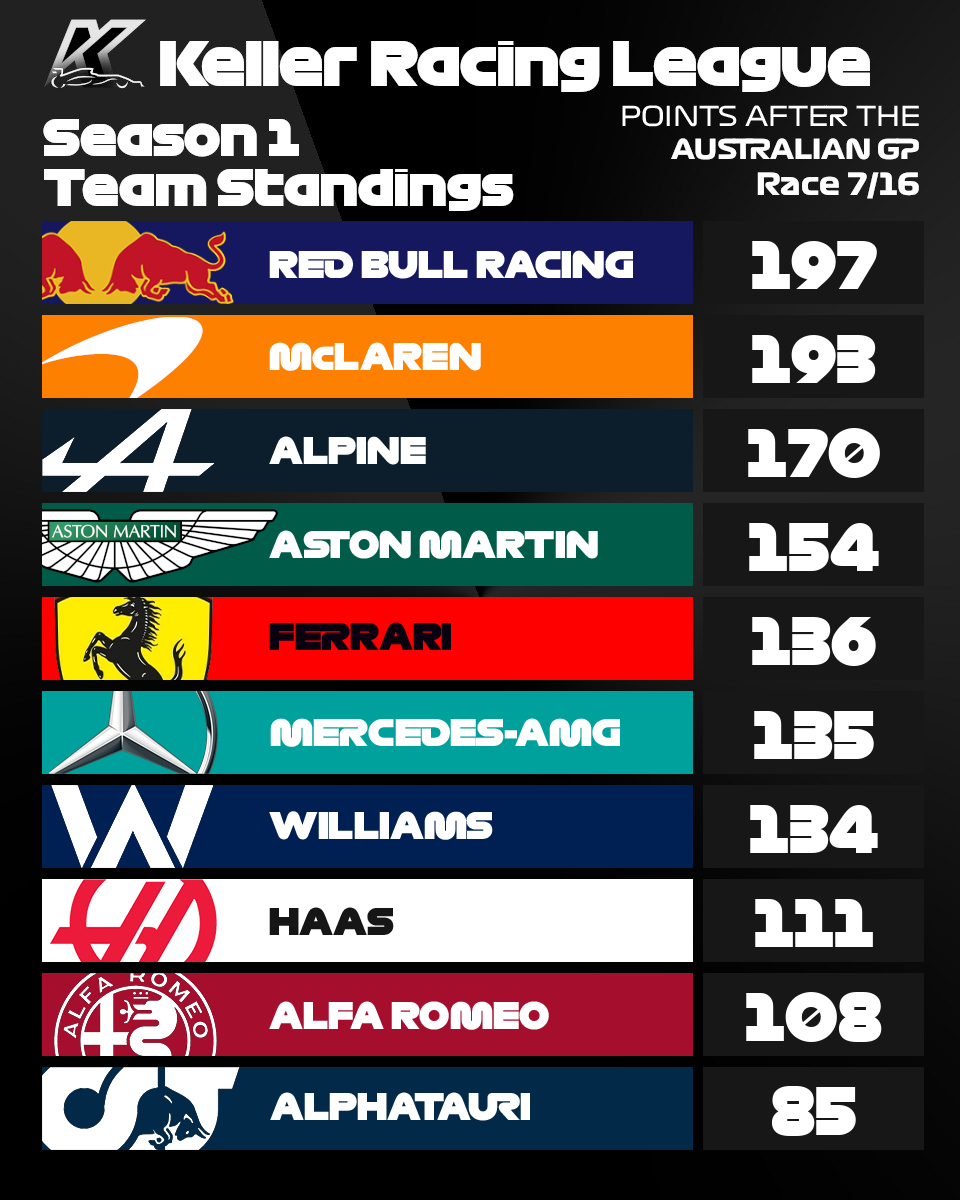 Keller Racing League
POINTS AFTER THE
AUSTRALIAN GP
Race 7/16
Season 1
Team Standings
RED BULL RACING 197
McLAREN 193
ALPINE 170
ASTON MARTIN ASTON MARTIN 154
FERRARI 136
MERCEDES-AMG 135
WILLIAMS 134
HAAS 111
ALFA ROMEO ALFA ROMEO 108
ALPHATAURI 85